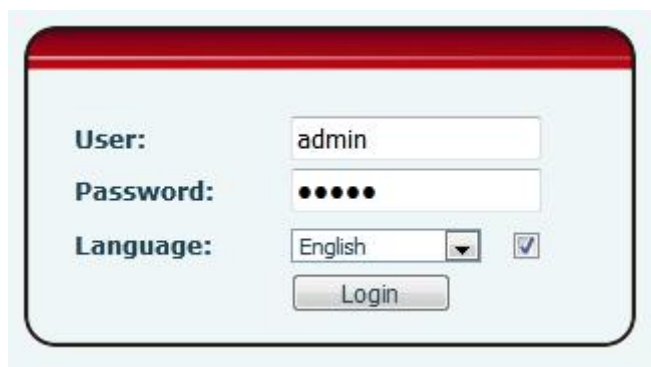 User: admin
Password: •••••
Language: English
Login